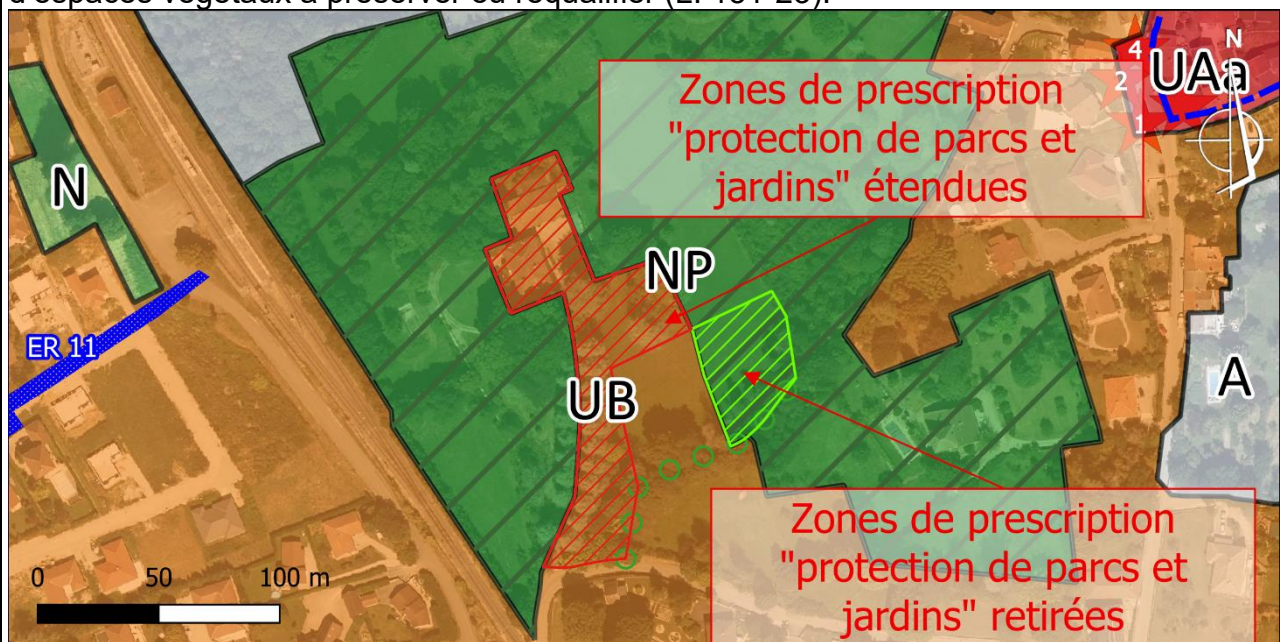 d'espaces végétaux à préserver ou requalifier (L. 151-23).
N
UAa
4
2
1
Zones de prescription
"protection de parcs et
jardins" étendues
N
NP
ER 11
UB
A
Zones de prescription
"protection de parcs et
jardins" retirées
0 50 100 m